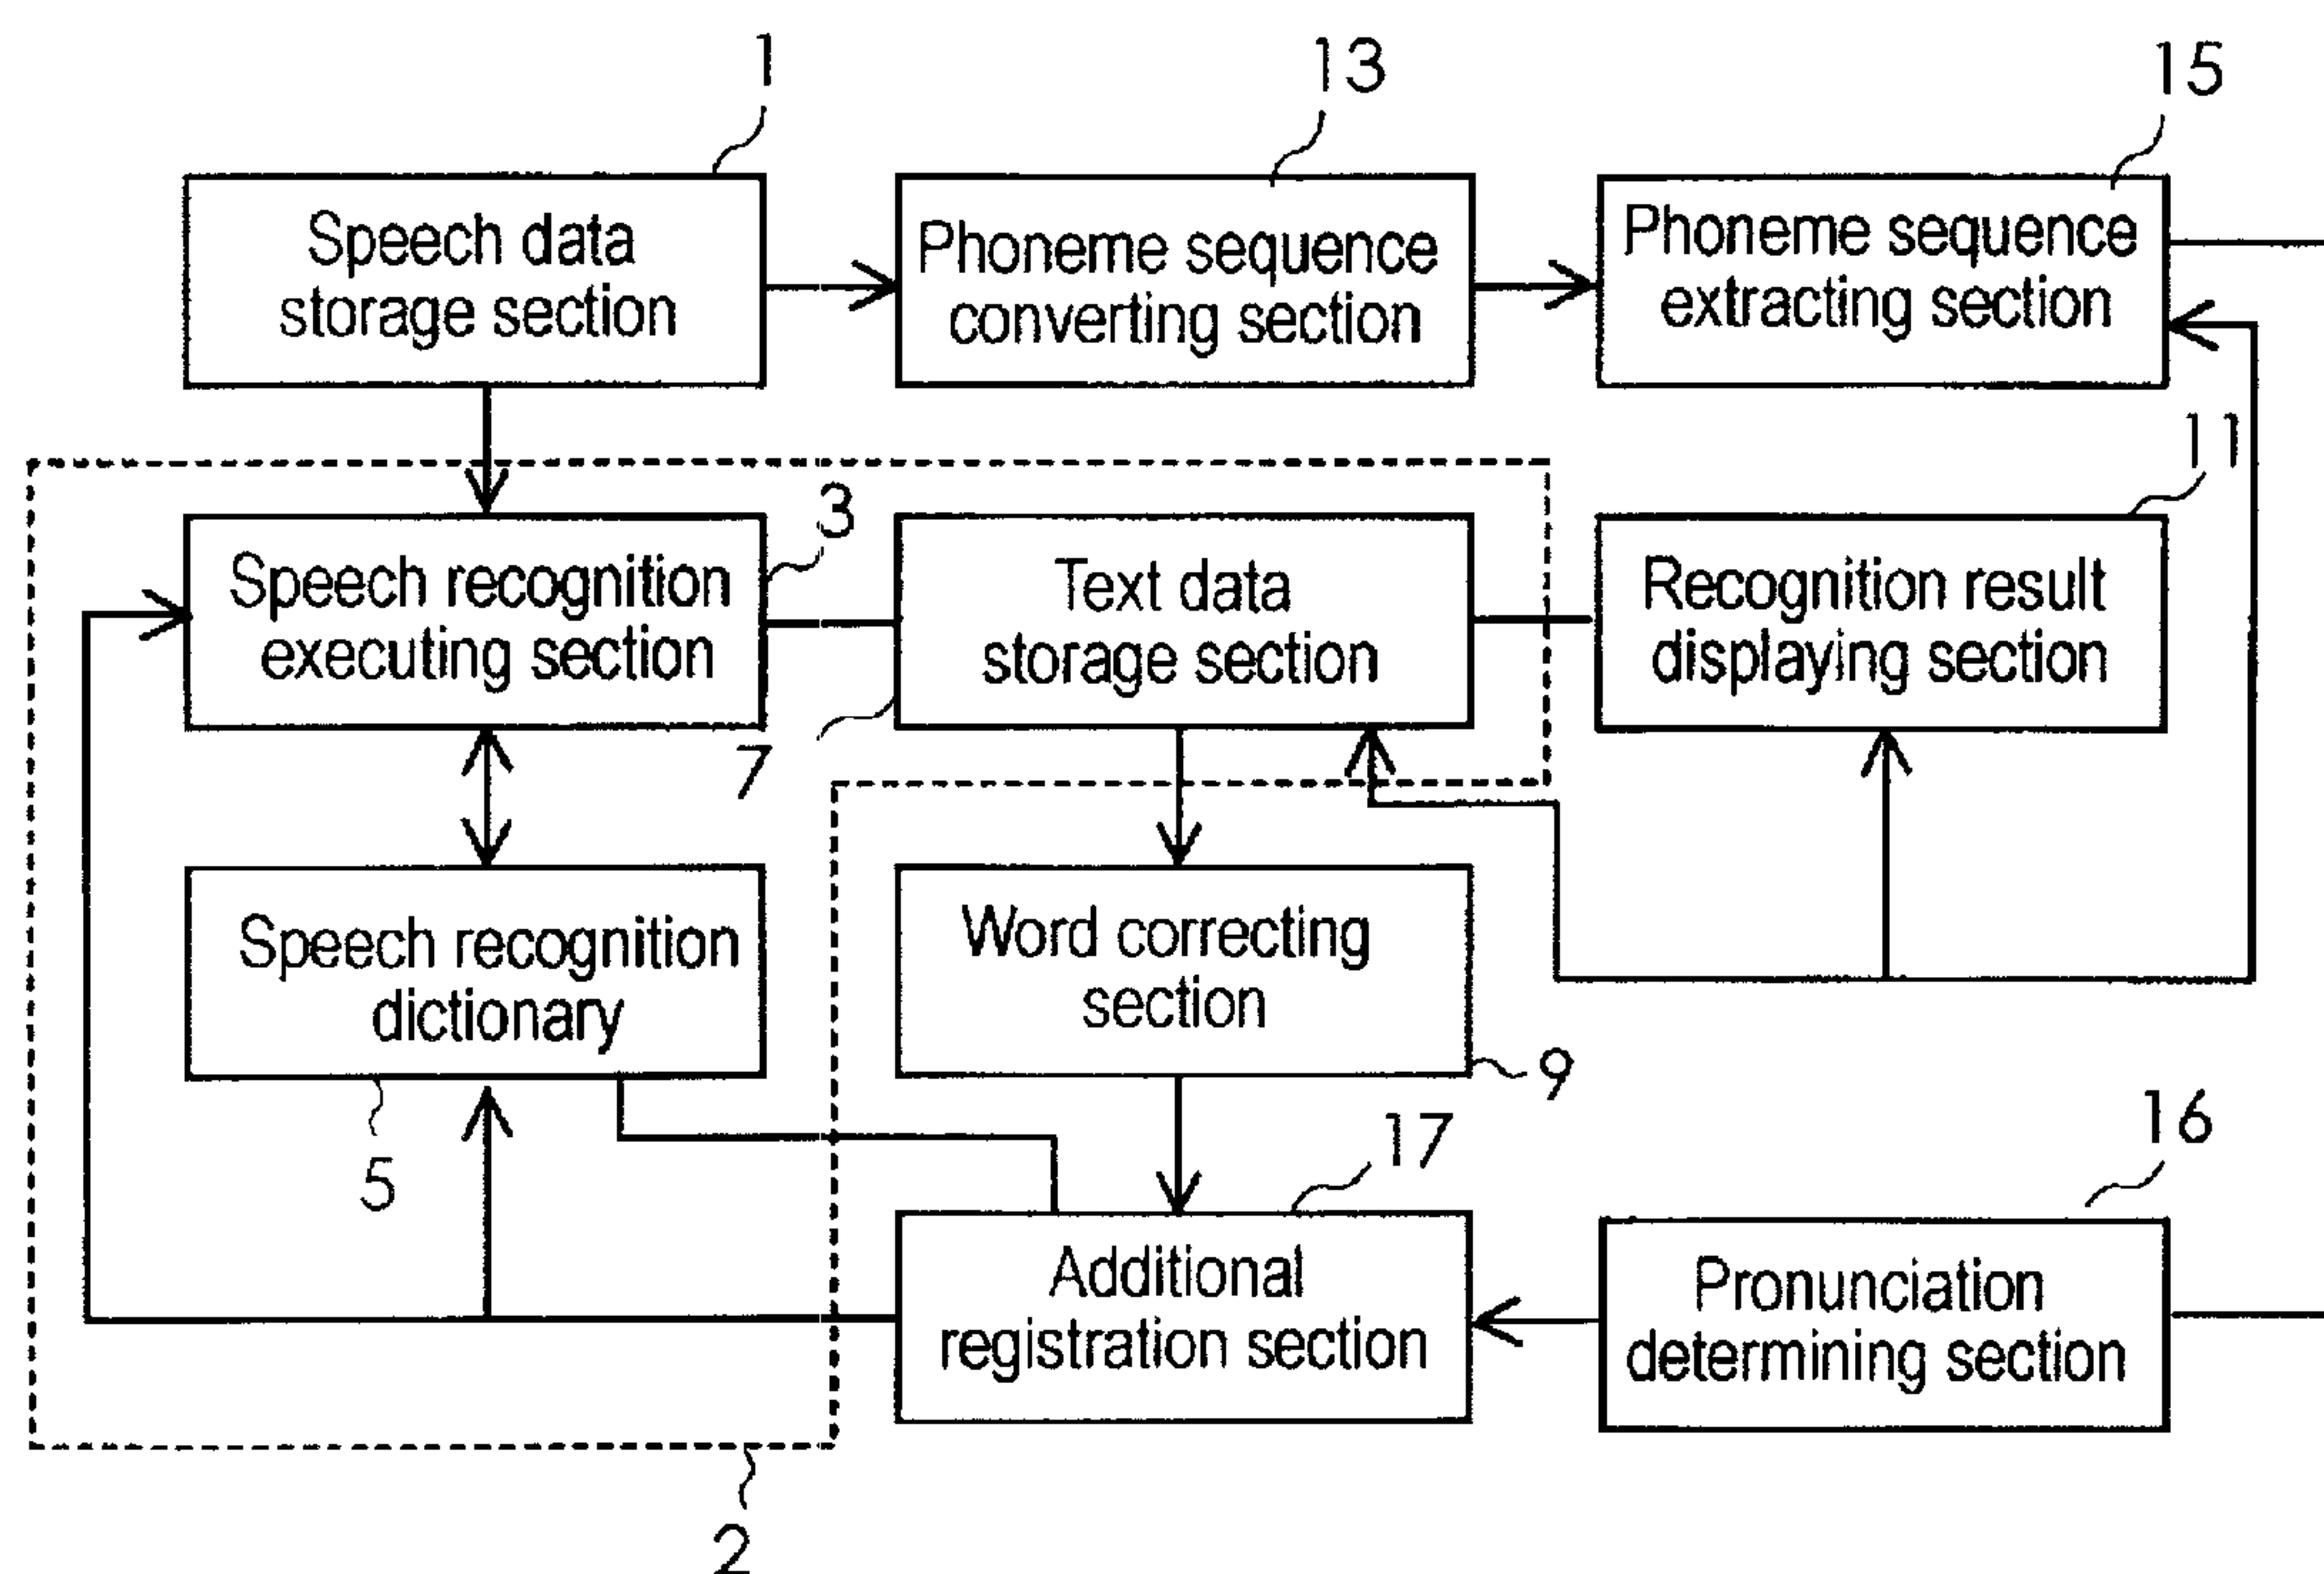 1
13
15
Speech data
storage section
Phoneme sequence
converting section
Phoneme sequence
extracting section
11
3
Speech recognition
executing section
Text data
storage section
Recognition result
displaying section
7
Speech recognition
dictionary
Word correcting
section
9
5
17
16
Additional
registration section
Pronunciation
determining section
2